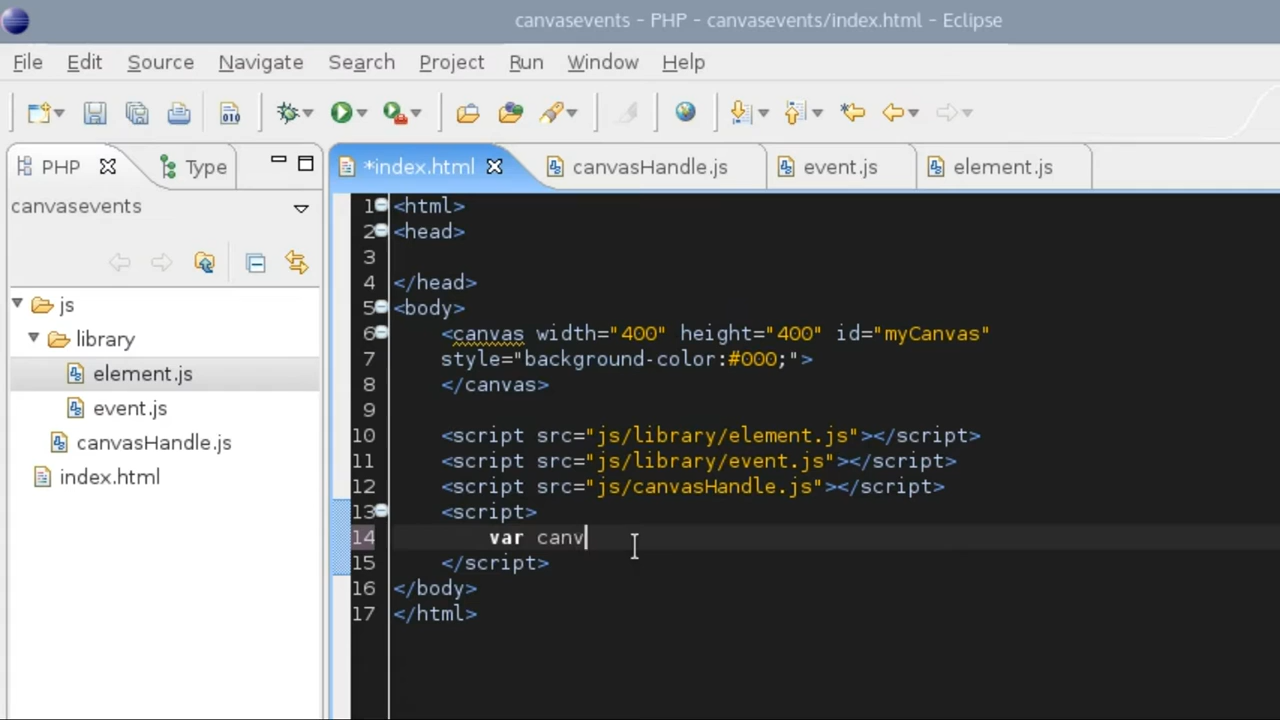 canvasevents - PHP - canvasevents/index.html - Eclipse
File Edit Source Navigate Search Project Run Window Help
010
PHP Type *index.html canvasHandle.js event.js element.js
canvasevents
js
library
element.js
event.js
canvasHandle.js
index.html
1 <html>
2 <head>
3
4 </head>
5 <body>
6 <canvas width="400" height="400" id="myCanvas"
7 style="background-color:#000;">
8 </canvas>
9
10 <script src="js/library/element.js"></script>
11 <script src="js/library/event.js"></script>
12 <script src="js/canvasHandle.js"></script>
13 <script>
14 var canv
15 </script>
16 </body>
17 </html>